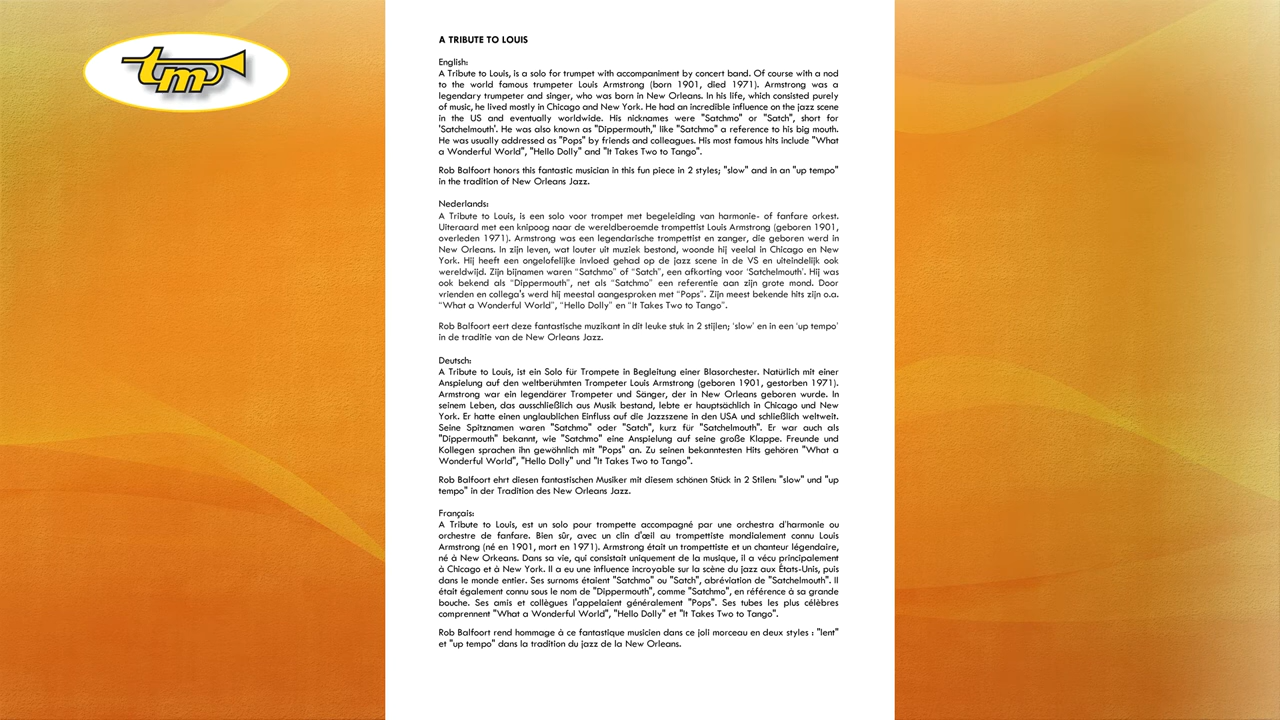 tm
A TRIBUTE TO LOUIS
English:
A Tribute to Louis, is a solo for trumpet with accompaniment by concert band. Of course with a nod
to the world famous trumpeter Louis Armstrong (born 1901, died 1971). Armstrong was a
legendary trumpeter and singer, who was born in New Orleans. In his life, which consisted purely
of music, he lived mostly in Chicago and New York. He had an incredible influence on the jazz scene
in the US and eventually worldwide. His nicknames were "Satchmo" or "Satch", short for
'Satchelmouth'. He was also known as "Dippermouth," like "Satchmo" a reference to his big mouth.
He was usually addressed as "Pops" by friends and colleagues. His most famous hits include "What
a Wonderful World", "Hello Dolly" and "It Takes Two to Tango".
Rob Balfoort honors this fantastic musician in this fun piece in 2 styles; "slow" and in an "up tempo"
in the tradition of New Orleans Jazz.
Nederlands:
A Tribute to Louis, is een solo voor trompet met begeleiding van harmonie- of fanfare orkest.
Uiteraard met een knipoog naar de wereldberoemde trompettist Louis Armstrong (geboren 1901,
overleden 1971). Armstrong was een legendarische trompettist en zanger, die geboren werd in
New Orleans. In zijn leven, wat louter uit muziek bestond, woonde hij veelal in Chicago en New
York. Hij heeft een ongelofelijke invloed gehad op de jazz scene in de VS en uiteindelijk ook
wereldwijd. Zijn bijnamen waren “Satchmo” of “Satch”, een afkorting voor ‘Satchelmouth’. Hij was
ook bekend als “Dippermouth”, net als “Satchmo” een referentie aan zijn grote mond. Door
vrienden en collega's werd hij meestal aangesproken met “Pops”. Zijn meest bekende hits zijn o.a.
“What a Wonderful World”, “Hello Dolly” en “It Takes Two to Tango”.
Rob Balfoort eert deze fantastische muzikant in dit leuke stuk in 2 stijlen; ‘slow’ en in een ‘up tempo’
in de traditie van de New Orleans Jazz.
Deutsch:
A Tribute to Louis, ist ein Solo für Trompete in Begleitung einer Blasorchester. Natürlich mit einer
Anspielung auf den weltberühmten Trompeter Louis Armstrong (geboren 1901, gestorben 1971).
Armstrong war ein legendärer Trompeter und Sänger, der in New Orleans geboren wurde. In
seinem Leben, das ausschließlich aus Musik bestand, lebte er hauptsächlich in Chicago und New
York. Er hatte einen unglaublichen Einfluss auf die Jazzszene in den USA und schließlich weltweit.
Seine Spitznamen waren "Satchmo" oder "Satch", kurz für "Satchelmouth". Er war auch als
"Dippermouth" bekannt, wie "Satchmo" eine Anspielung auf seine große Klappe. Freunde und
Kollegen sprachen ihn gewöhnlich mit "Pops" an. Zu seinen bekanntesten Hits gehören "What a
Wonderful World", "Hello Dolly" und "It Takes Two to Tango".
Rob Balfoort ehrt diesen fantastischen Musiker mit diesem schönen Stück in 2 Stilen: "slow" und "up
tempo" in der Tradition des New Orleans Jazz.
Français:
A Tribute to Louis, est un solo pour trompette accompagné par une orchestra d'harmonie ou
orchestre de fanfare. Bien sûr, avec un clin d'œil au trompettiste mondialement connu Louis
Armstrong (né en 1901, mort en 1971). Armstrong était un trompettiste et un chanteur légendaire,
né à New Orkeans. Dans sa vie, qui consistait uniquement de la musique, il a vécu principalement
à Chicago et à New York. Il a eu une influence incroyable sur la scène du jazz aux États-Unis, puis
dans le monde entier. Ses surnoms étaient "Satchmo" ou "Satch", abréviation de "Satchelmouth". Il
était également connu sous le nom de "Dippermouth", comme "Satchmo", en référence à sa grande
bouche. Ses amis et collègues l'appelaient généralement "Pops". Ses tubes les plus célèbres
comprennent "What a Wonderful World", "Hello Dolly" et "It Takes Two to Tango".
Rob Balfoort rend hommage à ce fantastique musicien dans ce joli morceau en deux styles : "lent"
et "up tempo" dans la tradition du jazz de la New Orleans.